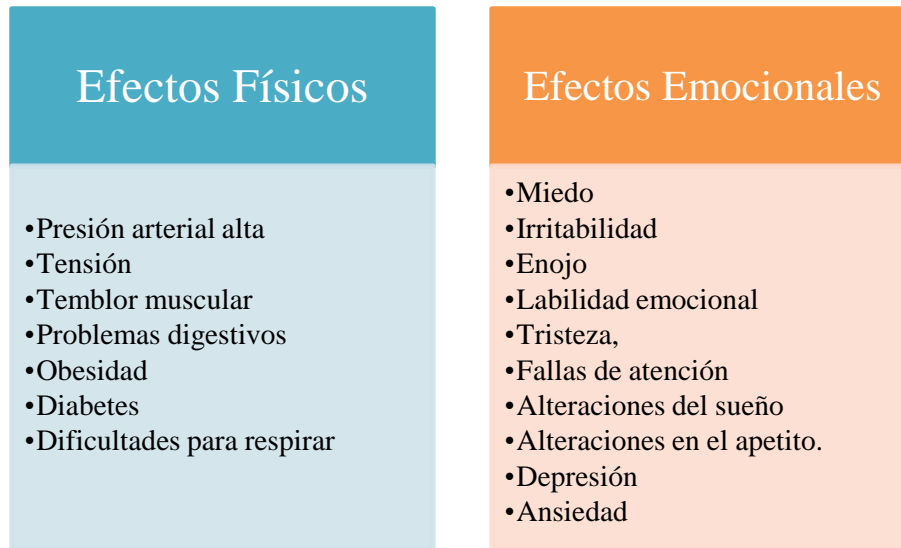 Efectos Físicos
•Presión arterial alta
•Tensión
•Temblor muscular
•Problemas digestivos
•Obesidad
•Diabetes
•Dificultades para respirar
Efectos Emocionales
•Miedo
•Irritabilidad
•Enojo
•Labilidad emocional
•Tristeza,
•Fallas de atención
•Alteraciones del sueño
•Alteraciones en el apetito.
•Depresión
•Ansiedad